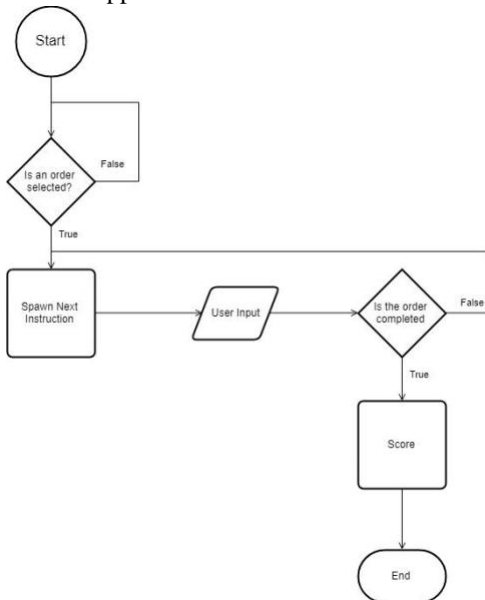 Start
False
Is an order
selected?
True
Spawn Next
Instruction
User Input
Is the order
completed
False
True
Score
End